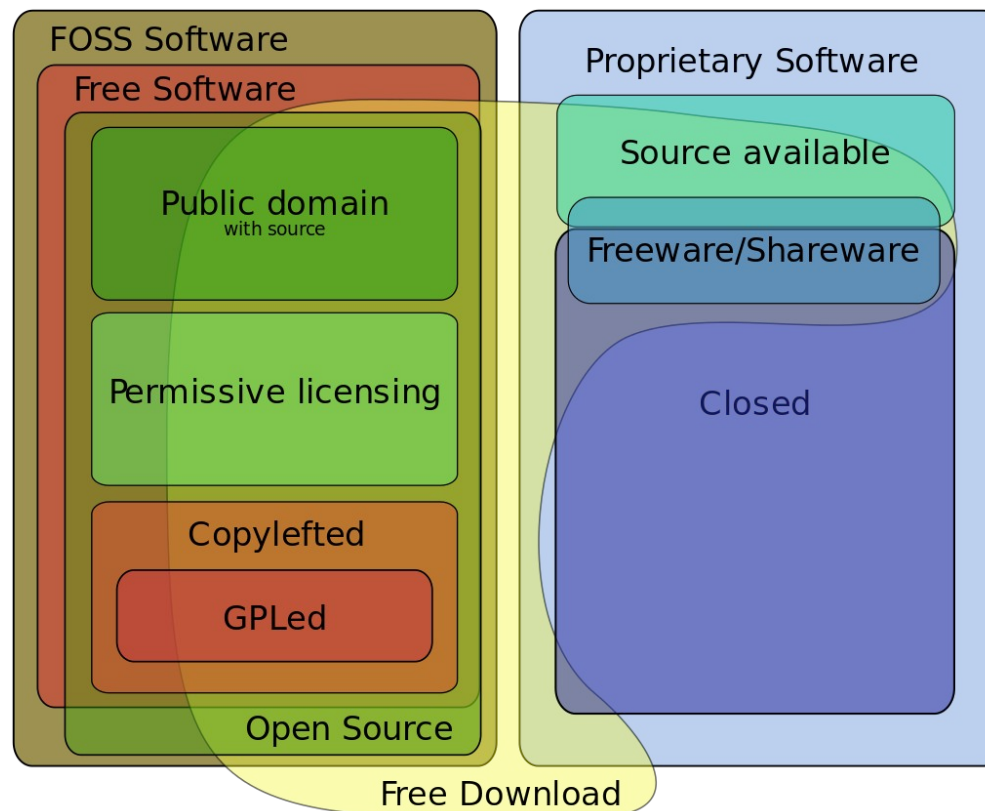 FOSS Software
Free Software
Public domain
with source
Permissive licensing
Copylefted
GPLed
Open Source
Proprietary Software
Source available
Freeware/Shareware
Closed
Free Download